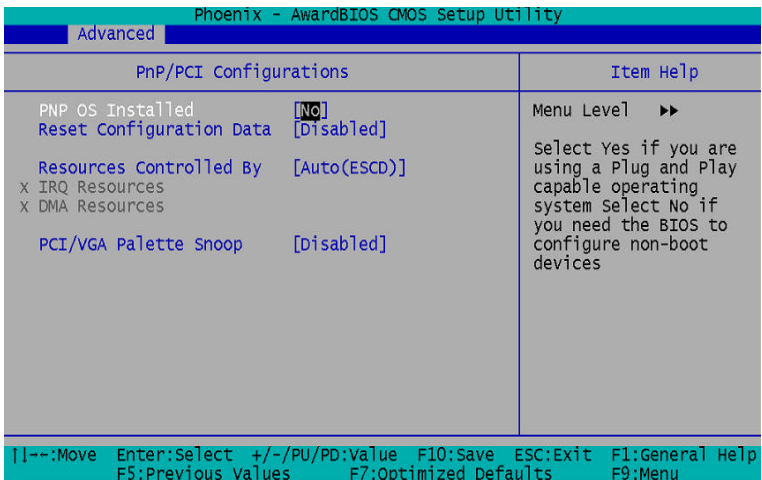 Phoenix - AwardBIOS CMOS Setup Utility
Advanced
PnP/PCI Configurations
Item Help
PNP OS Installed [No]
Reset Configuration Data [Disabled]
Resources Controlled By [Auto(ESCD)]
x IRQ Resources
x DMA Resources
PCI/VGA Palette Snoop [Disabled]
Menu Level ▸▸
Select Yes if you are
using a Plug and Play
capable operating
system Select No if
you need the BIOS to
configure non-boot
devices
↑↓→←:Move Enter:Select +/-/PU/PD:Value F10:Save ESC:Exit F1:General Help
F5:Previous Values F7:Optimized Defaults F9:Menu